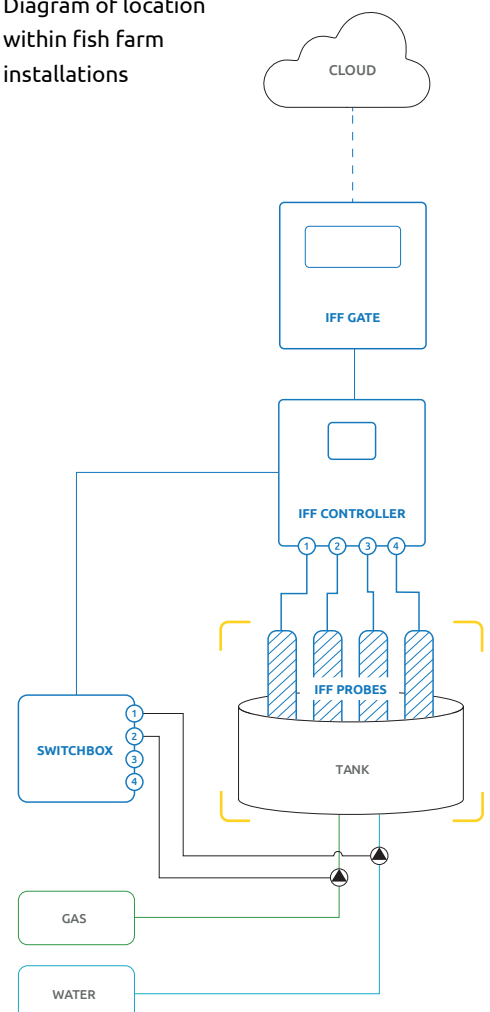 Diagram of location
within fish farm
installations
CLOUD
IFF GATE
IFF CONTROLLER
1 2 3 4
IFF PROBES
TANK
SWITCHBOX
1
2
3
4
GAS
WATER